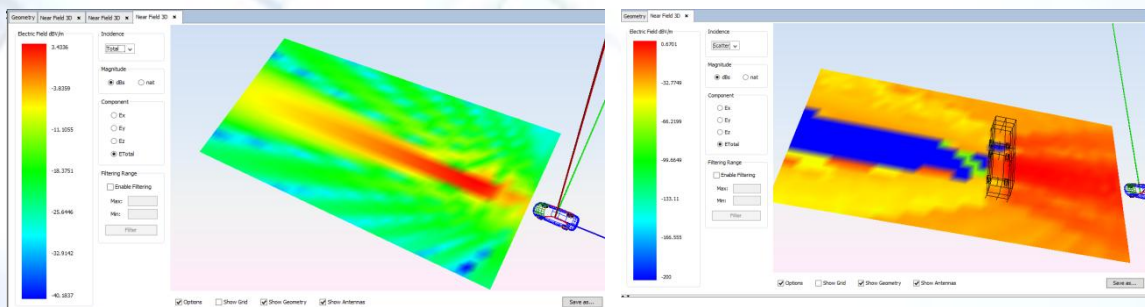 Geometry Near Field 3D × Near Field 3D × Near Field 3D ×
Electric Field dBV/m
3.4336
-3.8359
-11.1055
-18.3751
-25.6446
-32.9142
-40.1837
Incidence
Total
Magnitude
dBs nat
Component
Ex
Ey
Ez
ETotal
Filtering Range
Enable Filtering
Max:
Min:
Filter
Options Show Grid Show Geometry Show Antennas Save as...
Geometry Near Field 3D ×
Electric Field dBV/m
0.6701
-32.7749
-66.2199
-99.6649
-133.11
-166.555
-200
Incidence
Scatter
Magnitude
dBs nat
Component
Ex
Ey
Ez
ETotal
Filtering Range
Enable Filtering
Max:
Min:
Filter
Options Show Grid Show Geometry Show Antennas Save as...